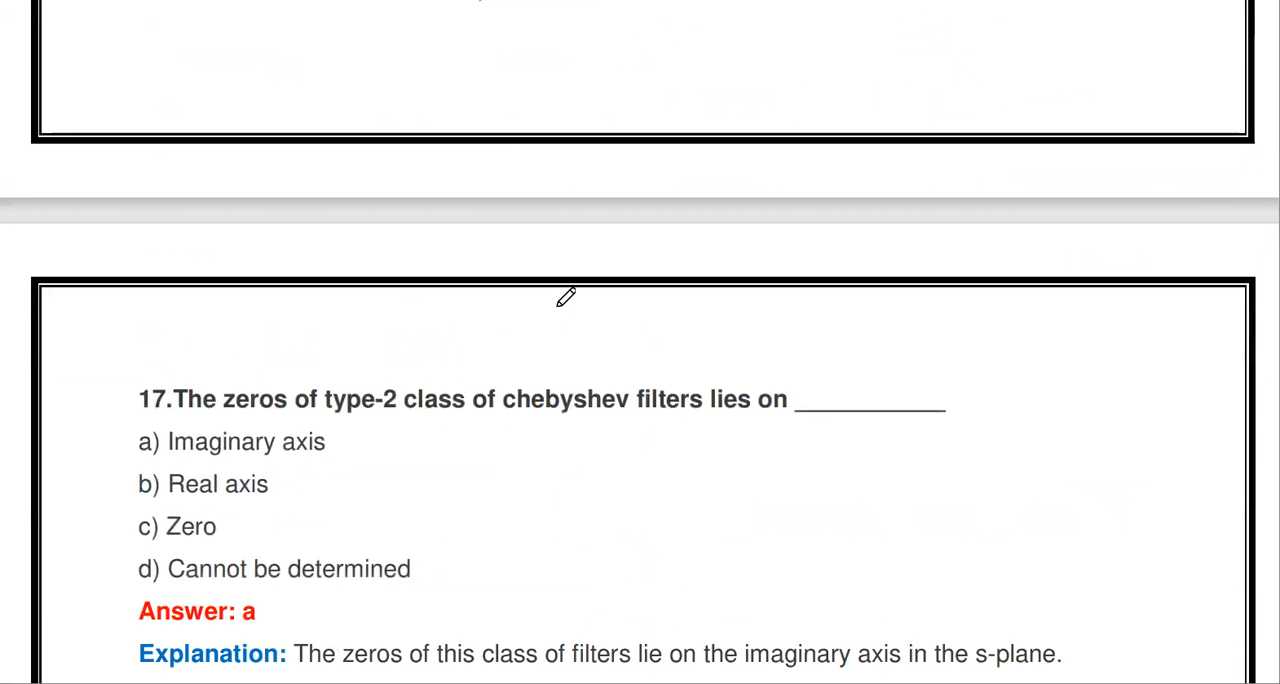 17.The zeros of type-2 class of chebyshev filters lies on ___________
a) Imaginary axis
b) Real axis
c) Zero
d) Cannot be determined
Answer: a
Explanation: The zeros of this class of filters lie on the imaginary axis in the s-plane.